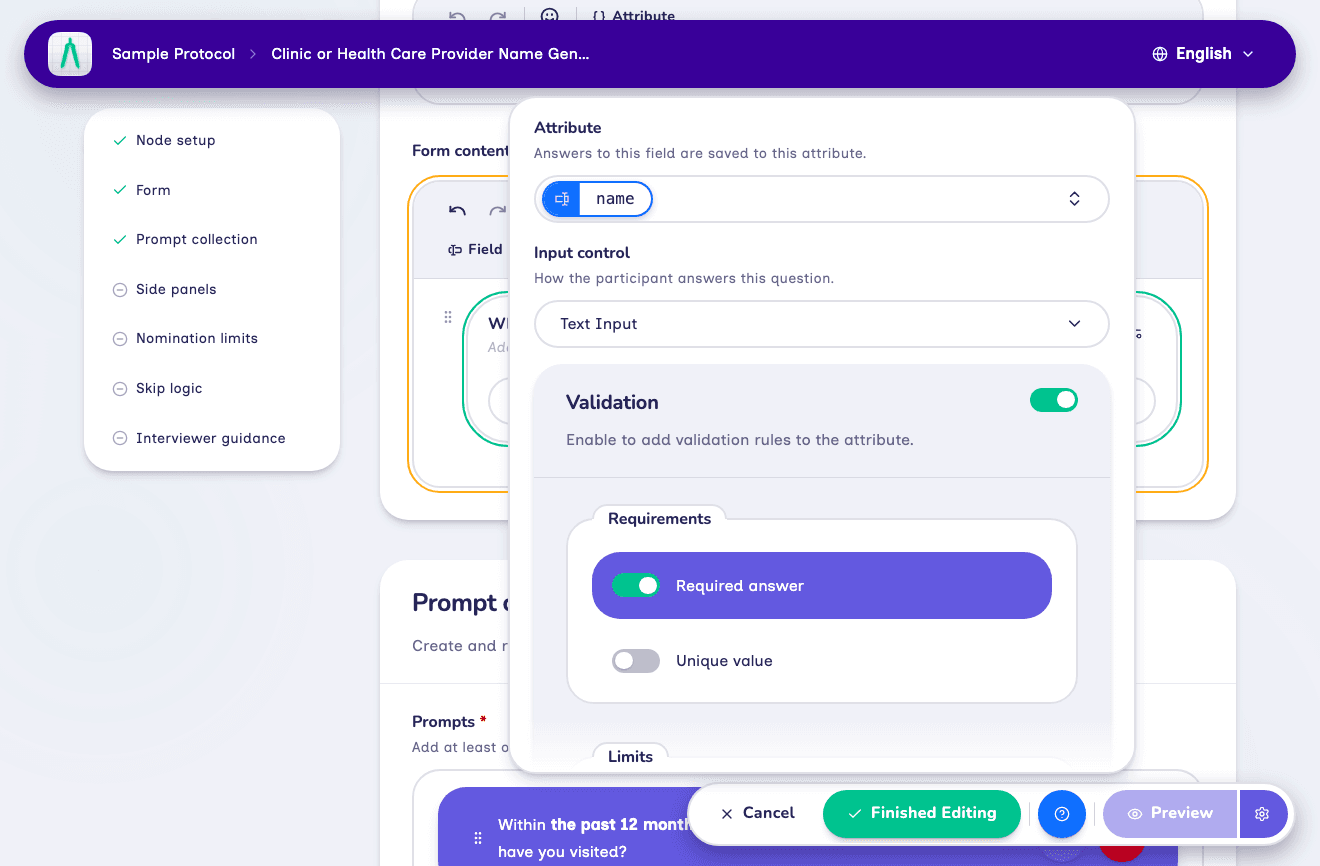 Attribute
Sample Protocol
Clinic or Health Care Provider Name Gen...
English
Node setup
Form
Prompt collection
Side panels
Nomination limits
Skip logic
Interviewer guidance
Form content
Field
Attribute
Answers to this field are saved to this attribute.
name
Input control
How the participant answers this question.
Text Input
Validation
Enable to add validation rules to the attribute.
Requirements
Required answer
Unique value
Limits
Prompt
Create and
Prompts *
Add at least
Within the past 12
have you visited?
Cancel
Finished Editing
Preview